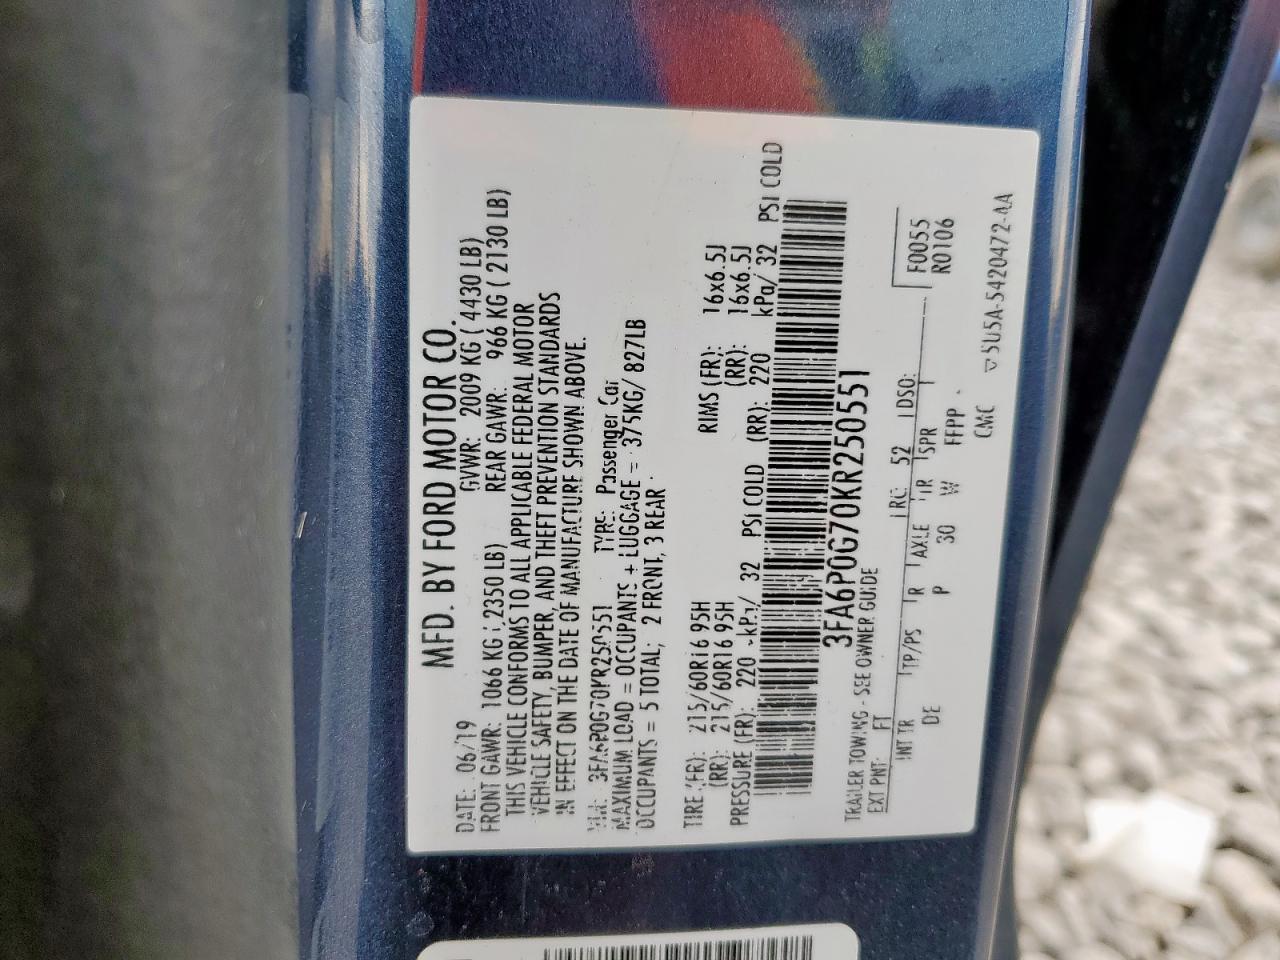 MFD. BY FORD MOTOR CO.
DATE: 06/19 GVWR: 2009 KG ( 4430 LB)
FRONT GAWR: 1066 KG ( 2350 LB) REAR GAWR: 966 KG ( 2130 LB)
THIS VEHICLE CONFORMS TO ALL APPLICABLE FEDERAL MOTOR
VEHICLE SAFETY, BUMPER, AND THEFT PREVENTION STANDARDS
IN EFFECT ON THE DATE OF MANUFACTURE SHOWN ABOVE.
VIN: 3FA6P0G70KR250551 TYPE: Passenger Car
MAXIMUM LOAD = OCCUPANTS + LUGGAGE = 375KG/ 827LB
OCCUPANTS = 5 TOTAL; 2 FRONT, 3 REAR
TIRE (FR): 215/60R16 95H RIMS (FR): 16x6.5J
(RR): 215/60R16 95H (RR): 16x6.5J
PRESSURE (FR): 220 kPa/ 32 PSI COLD (RR): 220 kPa/ 32 PSI COLD
3FA6P0G70KR250551
TRAILER TOWING - SEE OWNER GUIDE
EXT PNT: FT RC: 52 DSO: F0055
INT TR TP/PS R AXLE TR SPR R0106
DE P 30 W FFPP
CMC 5U5A-5420472-AA